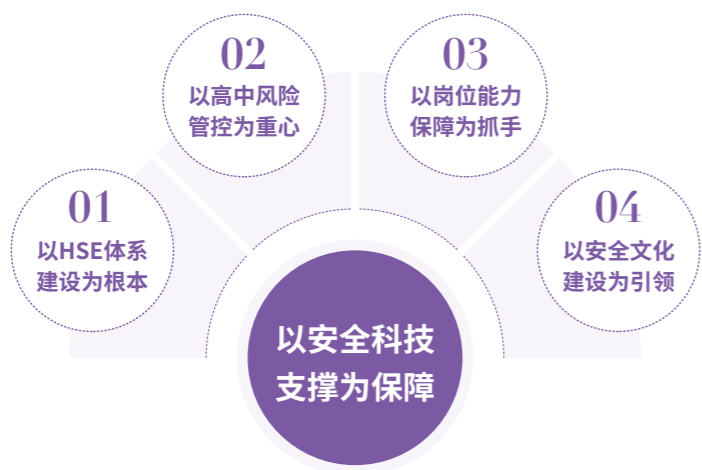 01
以HSE体系
建设为根本
02
以高中风险
管控为重心
03
以岗位能力
保障为抓手
04
以安全文化
建设为引领
以安全科技
支撑为保障